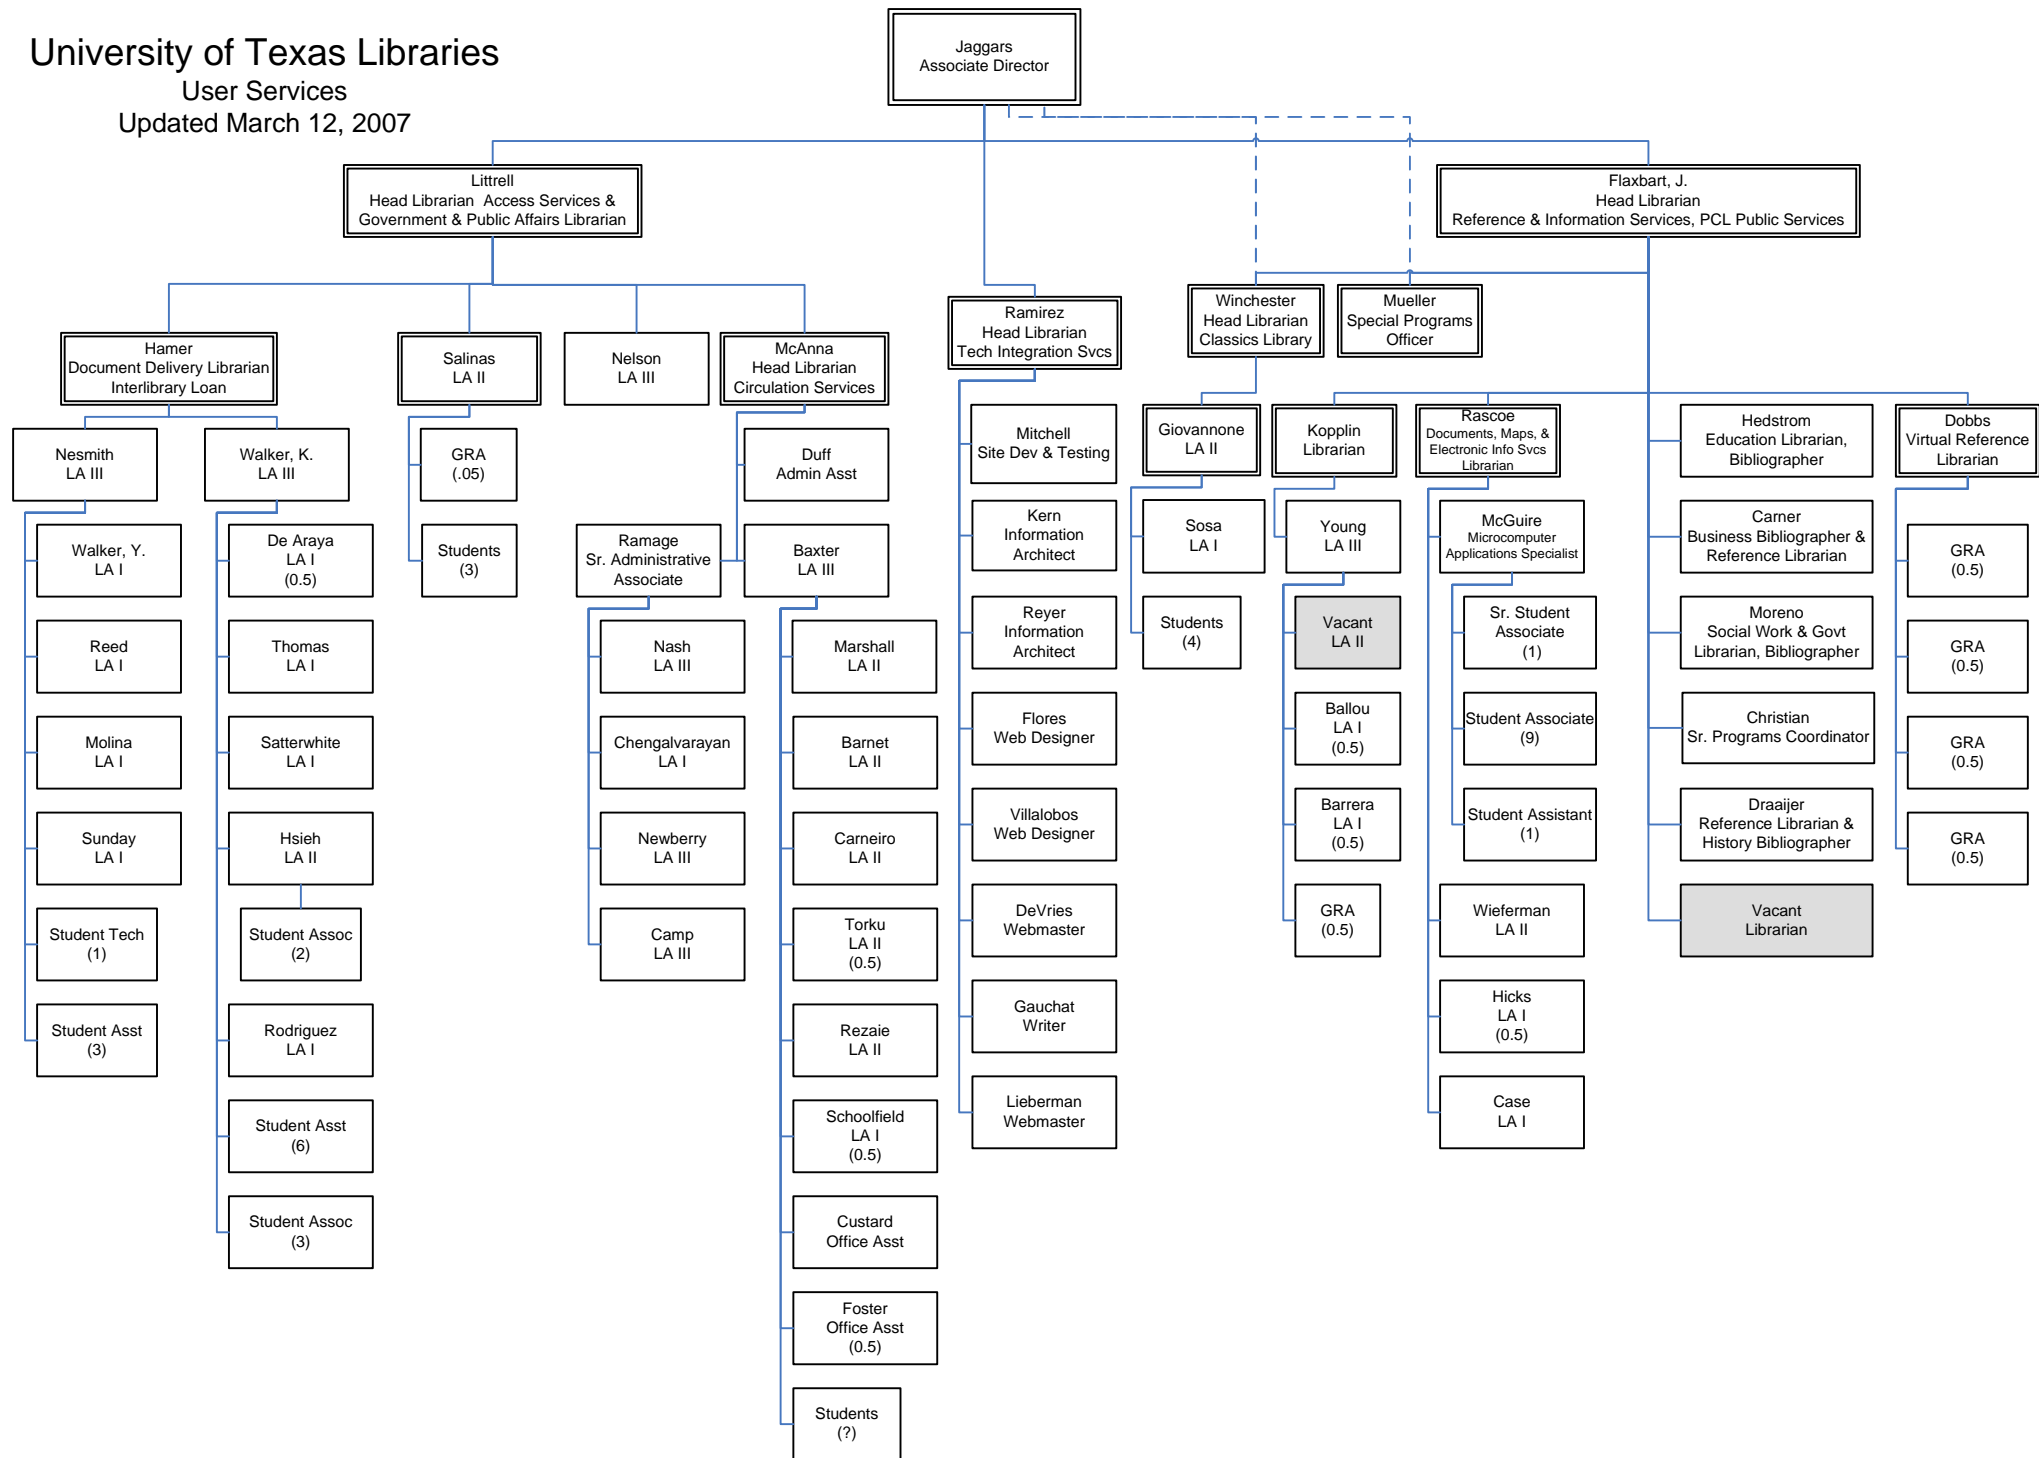 University of Texas Libraries
User Services
Updated March 12, 2007
Jaggars
Associate Director
Littrell
Head Librarian  Access Services &
Government & Public Affairs Librarian
Flaxbart, J.
Head Librarian
Reference & Information Services, PCL Public Services
Hamer
Document Delivery Librarian
Interlibrary Loan
Salinas
LA II
Nelson
LA III
McAnna
Head Librarian
Circulation Services
Ramirez
Head Librarian
Tech Integration Svcs
Winchester
Head Librarian
Classics Library
Mueller
Special Programs
Officer
Nesmith
LA III
Walker, Y.
LA I
Reed
LA I
Molina
LA I
Sunday
LA I
Student Tech
(1)
Student Asst
(3)
Walker, K.
LA III
De Araya
LA I
(0.5)
Thomas
LA I
Satterwhite
LA I
Hsieh
LA II
Student Assoc
(2)
Rodriguez
LA I
Student Asst
(6)
Student Assoc
(3)
GRA
(.05)
Students
(3)
Duff
Admin Asst
Ramage
Sr. Administrative
Associate
Nash
LA III
Chengalvarayan
LA I
Newberry
LA III
Camp
LA III
Baxter
LA III
Marshall
LA II
Barnet
LA II
Carneiro
LA II
Torku
LA II
(0.5)
Rezaie
LA II
Schoolfield
LA I
(0.5)
Custard
Office Asst
Foster
Office Asst
(0.5)
Students
(?)
Mitchell
Site Dev & Testing
Kern
Information
Architect
Reyer
Information
Architect
Flores
Web Designer
Villalobos
Web Designer
DeVries
Webmaster
Gauchat
Writer
Lieberman
Webmaster
Giovannone
LA II
Sosa
LA I
Students
(4)
Kopplin
Librarian
Young
LA III
Vacant
LA II
Ballou
LA I
(0.5)
Barrera
LA I
(0.5)
GRA
(0.5)
Rascoe
Documents, Maps, &
Electronic Info Svcs
Librarian
McGuire
Microcomputer
Applications Specialist
Sr. Student
Associate
(1)
Student Associate
(9)
Student Assistant
(1)
Wieferman
LA II
Hicks
LA I
(0.5)
Case
LA I
Hedstrom
Education Librarian,
Bibliographer
Carner
Business Bibliographer &
Reference Librarian
Moreno
Social Work & Govt
Librarian, Bibliographer
Christian
Sr. Programs Coordinator
Draaijer
Reference Librarian &
History Bibliographer
Vacant
Librarian
Dobbs
Virtual Reference
Librarian
GRA
(0.5)
GRA
(0.5)
GRA
(0.5)
GRA
(0.5)